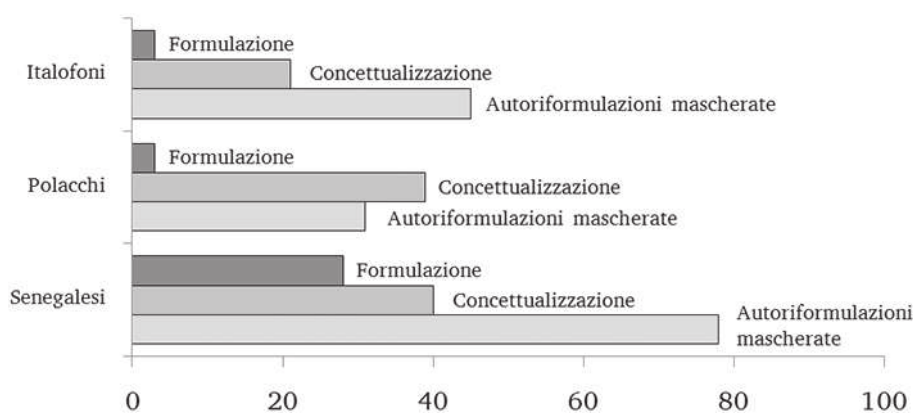 Formulazione
Italofoni
Concettualizzazione
Autoriformulazioni mascherate
Formulazione
Polacchi
Concettualizzazione
Autoriformulazioni mascherate
Formulazione
Senegalesi
Concettualizzazione
Autoriformulazioni
mascherate
0 20 40 60 80 100